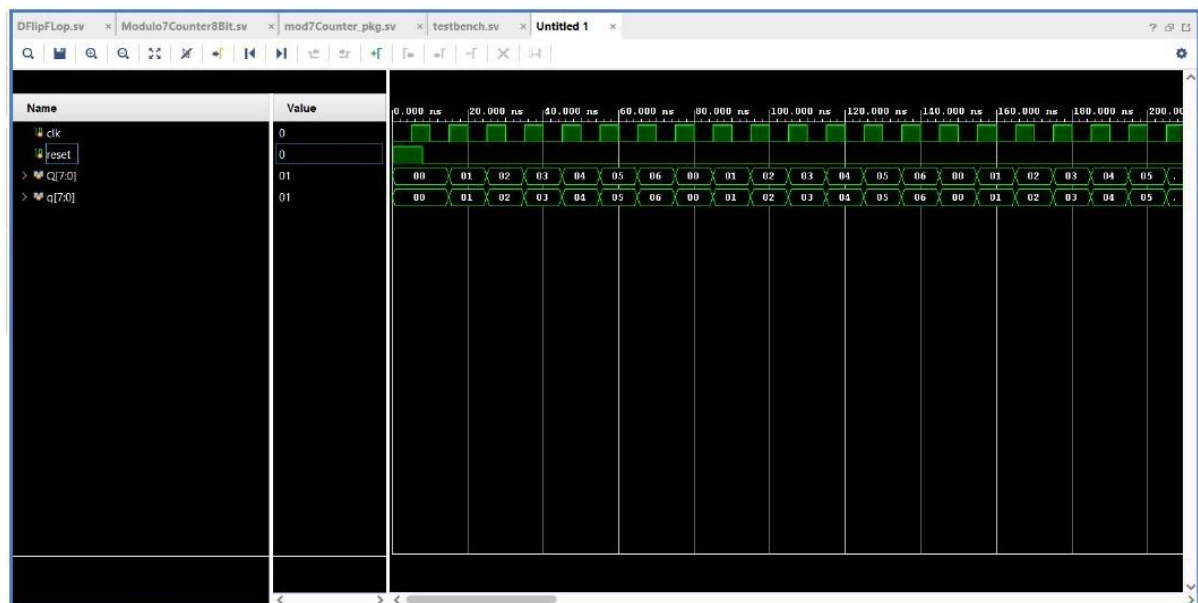 DFlipFLop.sv × Modulo7Counter8Bit.sv × mod7Counter_pkg.sv × testbench.sv × Untitled 1 × ?
Name Value 0.000 ns 20.000 ns 40.000 ns 60.000 ns 80.000 ns 100.000 ns 120.000 ns 140.000 ns 160.000 ns 180.000 ns 200.00
clk 0
reset 0
> Q[7:0] 01 00 01 02 03 04 05 06 00 01 02 03 04 05 06 00 01 02 03 04 05 .
> q[7:0] 01 00 01 02 03 04 05 06 00 01 02 03 04 05 06 00 01 02 03 04 05 .